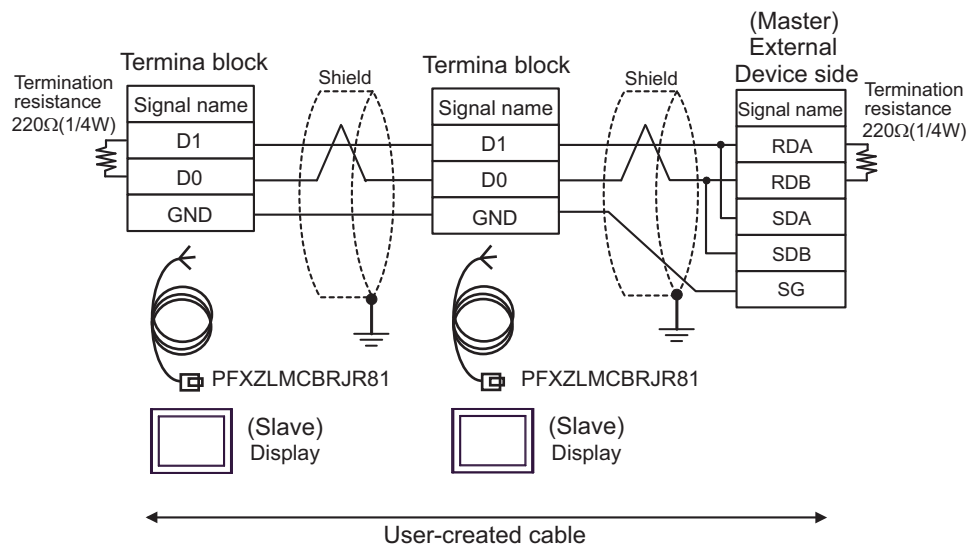 (Master)
External
Device side
Termina block
Termina block
Shield
Shield
Termination
resistance
220Ω(1/4W)
Termination
resistance
220Ω(1/4W)
Signal name
D1
D0
GND
Signal name
D1
D0
GND
Signal name
RDA
RDB
SDA
SDB
SG
PFXZLMCBRJR81
PFXZLMCBRJR81
(Slave)
Display
(Slave)
Display
User-created cable